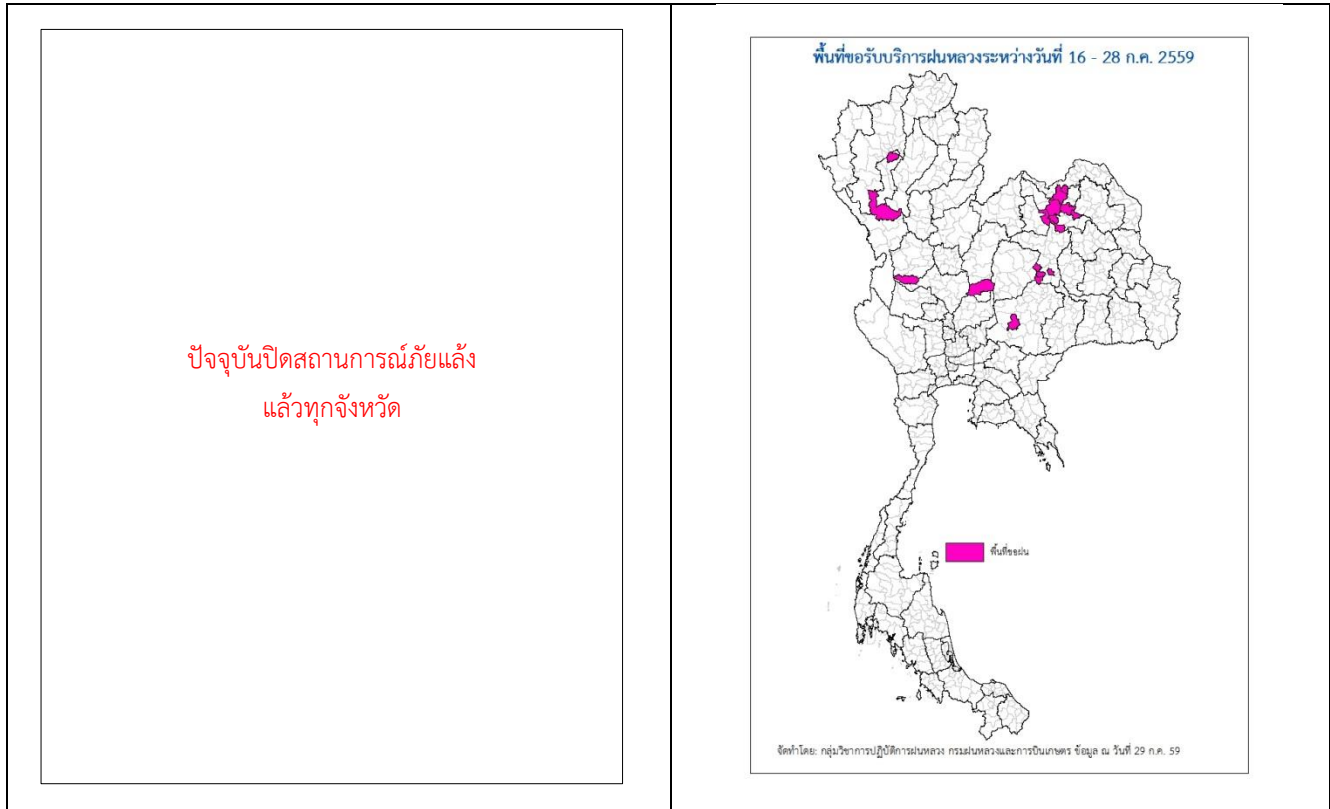 ปัจจุบันปิดสถานการณ์ภัยแล้ง
แล้วทุกจังหวัด
พื้นที่ขอรับบริการฝนหลวงระหว่างวันที่ 16 - 28 ก.ค. 2559
พื้นที่ขอฝน
จัดทำโดย: กลุ่มวิชาการปฏิบัติการฝนหลวง กรมฝนหลวงและการบินเกษตร ข้อมูล ณ วันที่ 29 ก.ค. 59